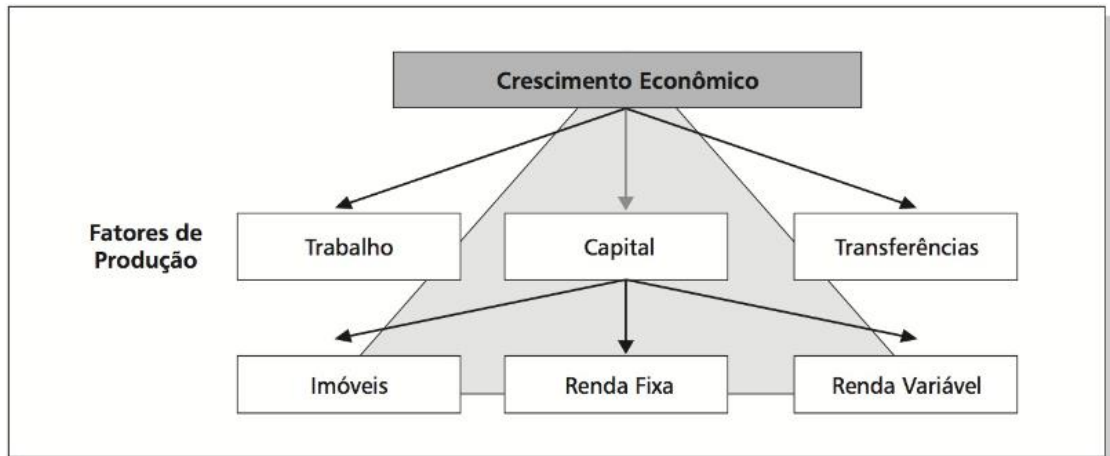 Crescimento Econômico
Fatores de
Produção
Trabalho
Capital
Transferências
Imóveis
Renda Fixa
Renda Variável